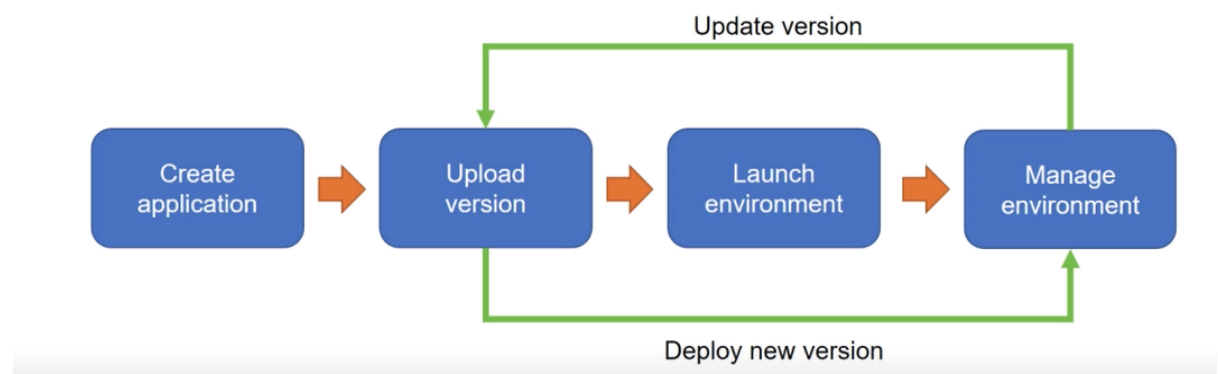 Update version
Create
application
Upload
version
Launch
environment
Manage
environment
Deploy new version